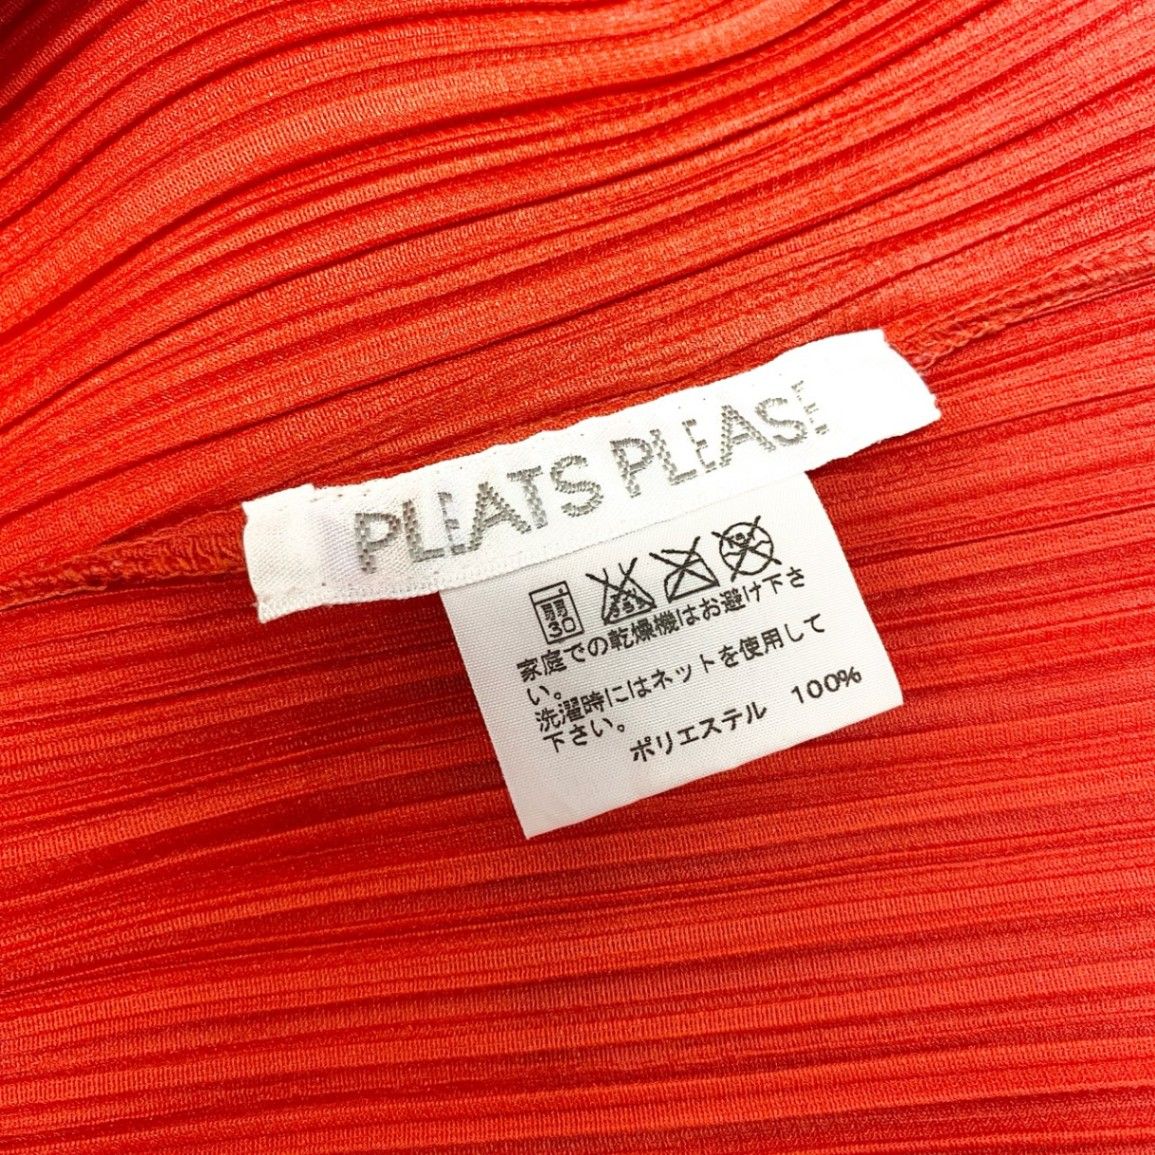 PLEATS PLEASE
弱
30
家庭での乾燥機はお避け下さ
い。
洗濯時にはネットを使用して
下さい。
ポリエステル 100%